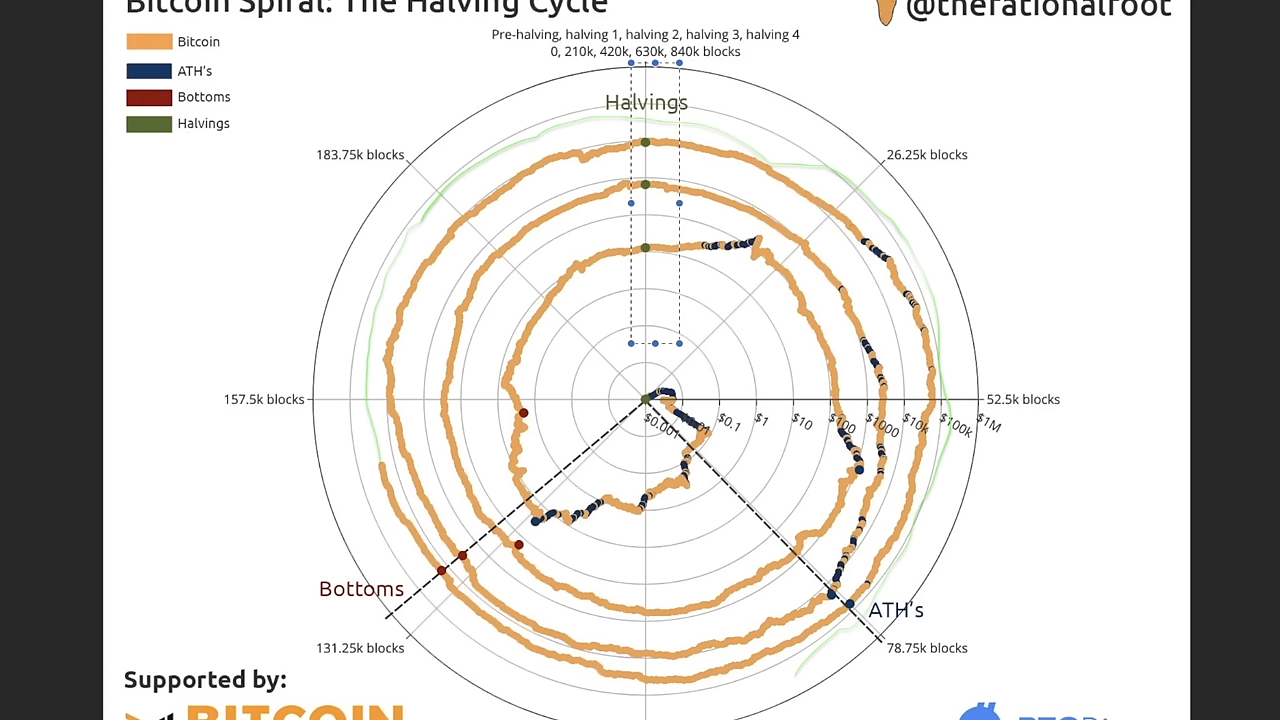 Bitcoin Spiral: The Halving Cycle
@therationalroot
Bitcoin
ATH's
Bottoms
Halvings
Pre-halving, halving 1, halving 2, halving 3, halving 4
0, 210k, 420k, 630k, 840k blocks
Halvings
183.75k blocks
26.25k blocks
157.5k blocks
52.5k blocks
$0.001
$0.1
$1
$10
$100
$1000
$10k
$100k
$1M
Bottoms
ATH's
131.25k blocks
78.75k blocks
Supported by:
BITCOIN